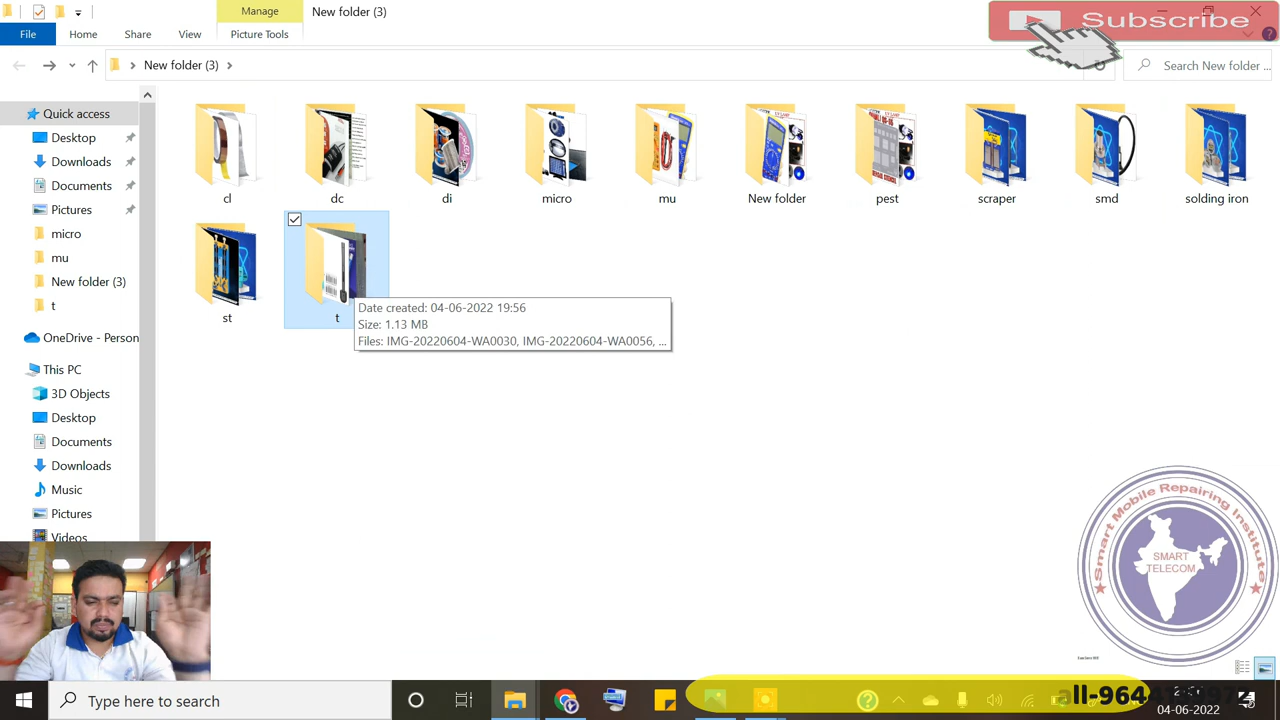 Manage
New folder (3)
Subscribe
File
Home
Share
View
Picture Tools
New folder (3)
Search New folder ...
Quick access
Desktop
Downloads
Documents
Pictures
micro
mu
New folder (3)
t
OneDrive - Person
This PC
3D Objects
Desktop
Documents
Downloads
Music
Pictures
Videos
cl
dc
di
micro
mu
New folder
pest
scraper
smd
solding iron
st
t
Date created: 04-06-2022 19:56
Size: 1.13 MB
Files: IMG-20220604-WA0030, IMG-20220604-WA0056, ...
Smart Mobile Repairing Institute
SMART
TELECOM
Type here to search
04-06-2022